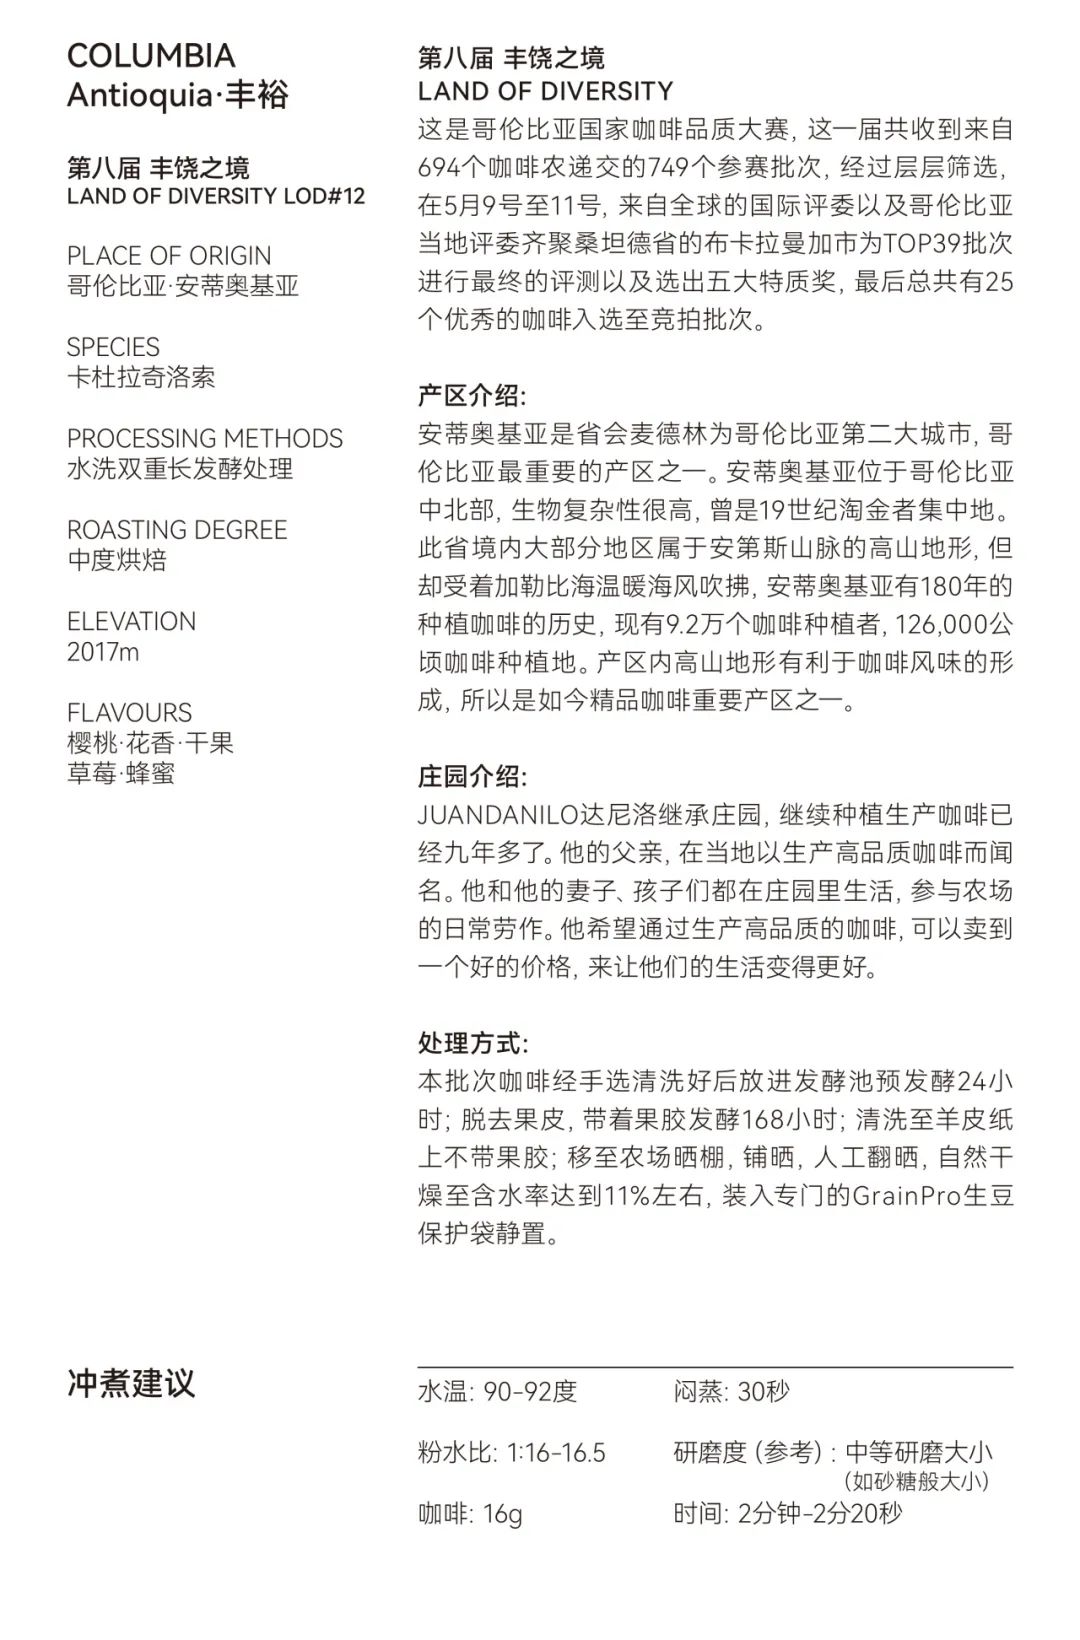 COLUMBIA
Antioquia·丰裕
第八届 丰饶之境
LAND OF DIVERSITY LOD#12
PLACE OF ORIGIN
哥伦比亚·安蒂奥基亚
SPECIES
卡杜拉奇洛索
PROCESSING METHODS
水洗双重长发酵处理
ROASTING DEGREE
中度烘焙
ELEVATION
2017m
FLAVOURS
樱桃·花香·干果
草莓·蜂蜜
第八届 丰饶之境
LAND OF DIVERSITY
这是哥伦比亚国家咖啡品质大赛, 这一届共收到来自
694个咖啡农递交的749个参赛批次, 经过层层筛选,
在5月9号至11号, 来自全球的国际评委以及哥伦比亚
当地评委齐聚桑坦德省的布卡拉曼加市为TOP39批次
进行最终的评测以及选出五大特质奖, 最后总共有25
个优秀的咖啡入选至竞拍批次。
产区介绍:
安蒂奥基亚是省会麦德林为哥伦比亚第二大城市, 哥
伦比亚最重要的产区之一。安蒂奥基亚位于哥伦比亚
中北部, 生物复杂性很高, 曾是19世纪淘金者集中地。
此省境内大部分地区属于安第斯山脉的高山地形, 但
却受着加勒比海温暖海风吹拂, 安蒂奥基亚有180年的
种植咖啡的历史, 现有9.2万个咖啡种植者, 126,000公
顷咖啡种植地。产区内高山地形有利于咖啡风味的形
成, 所以是如今精品咖啡重要产区之一。
庄园介绍:
JUANDANILO达尼洛继承庄园, 继续种植生产咖啡已
经九年多了。他的父亲, 在当地以生产高品质咖啡而闻
名。他和他的妻子、孩子们都在庄园里生活, 参与农场
的日常劳作。他希望通过生产高品质的咖啡, 可以卖到
一个好的价格, 来让他们的生活变得更好。
处理方式:
本批次咖啡经手选清洗好后放进发酵池预发酵24小
时; 脱去果皮, 带着果胶发酵168小时; 清洗至羊皮纸
上不带果胶; 移至农场晒棚, 铺晒, 人工翻晒, 自然干
燥至含水率达到11%左右, 装入专门的GrainPro生豆
保护袋静置。
冲煮建议
水温: 90-92度
闷蒸: 30秒
粉水比: 1:16-16.5
研磨度 (参考) : 中等研磨大小
(如砂糖般大小)
咖啡: 16g
时间: 2分钟-2分20秒